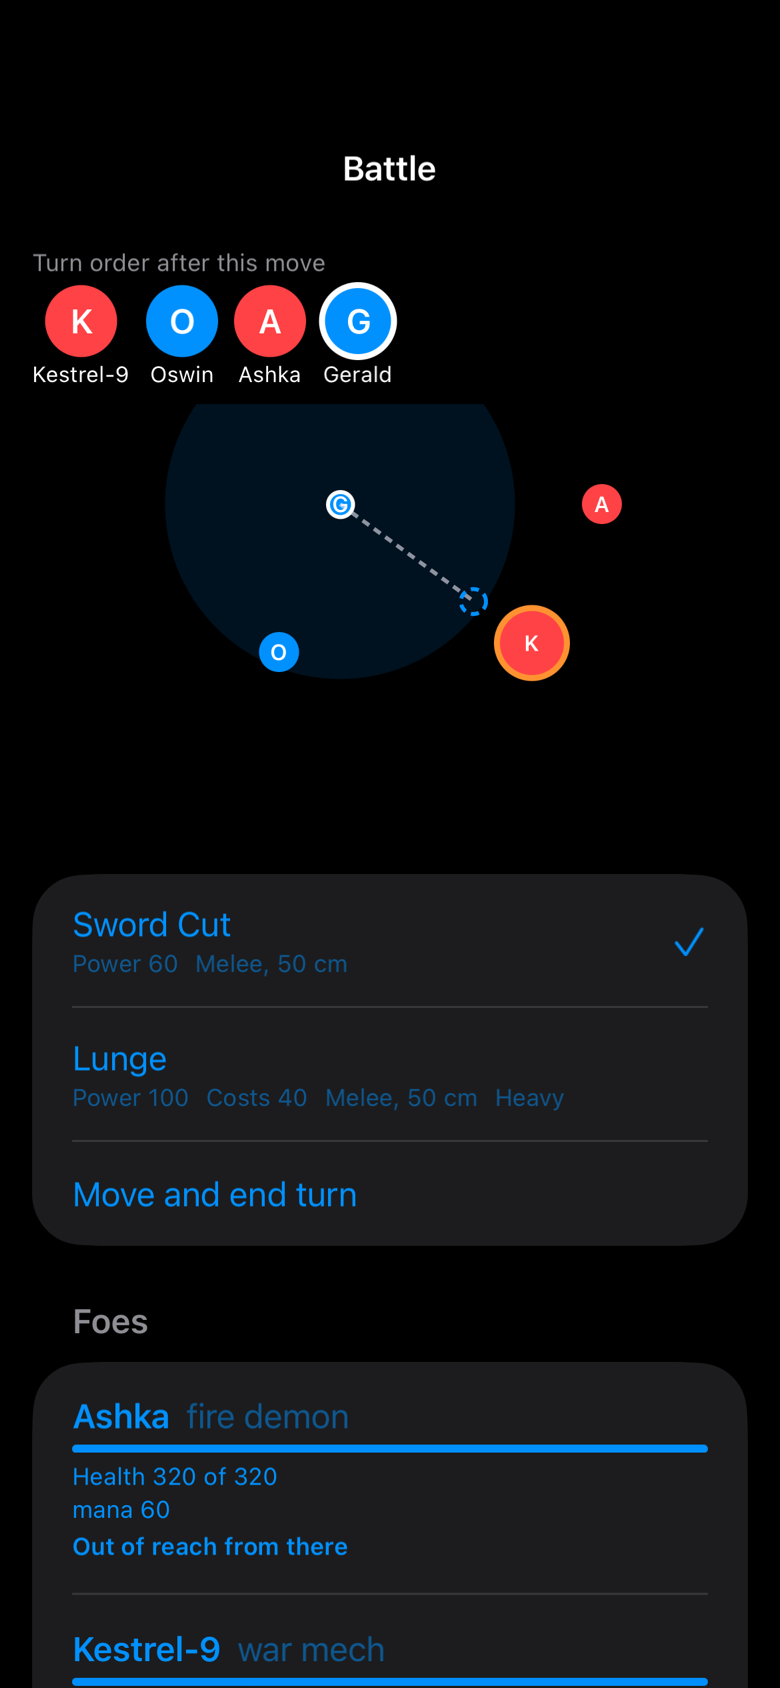 Battle
Turn order after this move
K O A G
Kestrel-9 Oswin Ashka Gerald
G
A
K
O
Sword Cut
Power 60 Melee, 50 cm
Lunge
Power 100 Costs 40 Melee, 50 cm Heavy
Move and end turn
Foes
Ashka fire demon
Health 320 of 320
mana 60
Out of reach from there
Kestrel-9 war mech